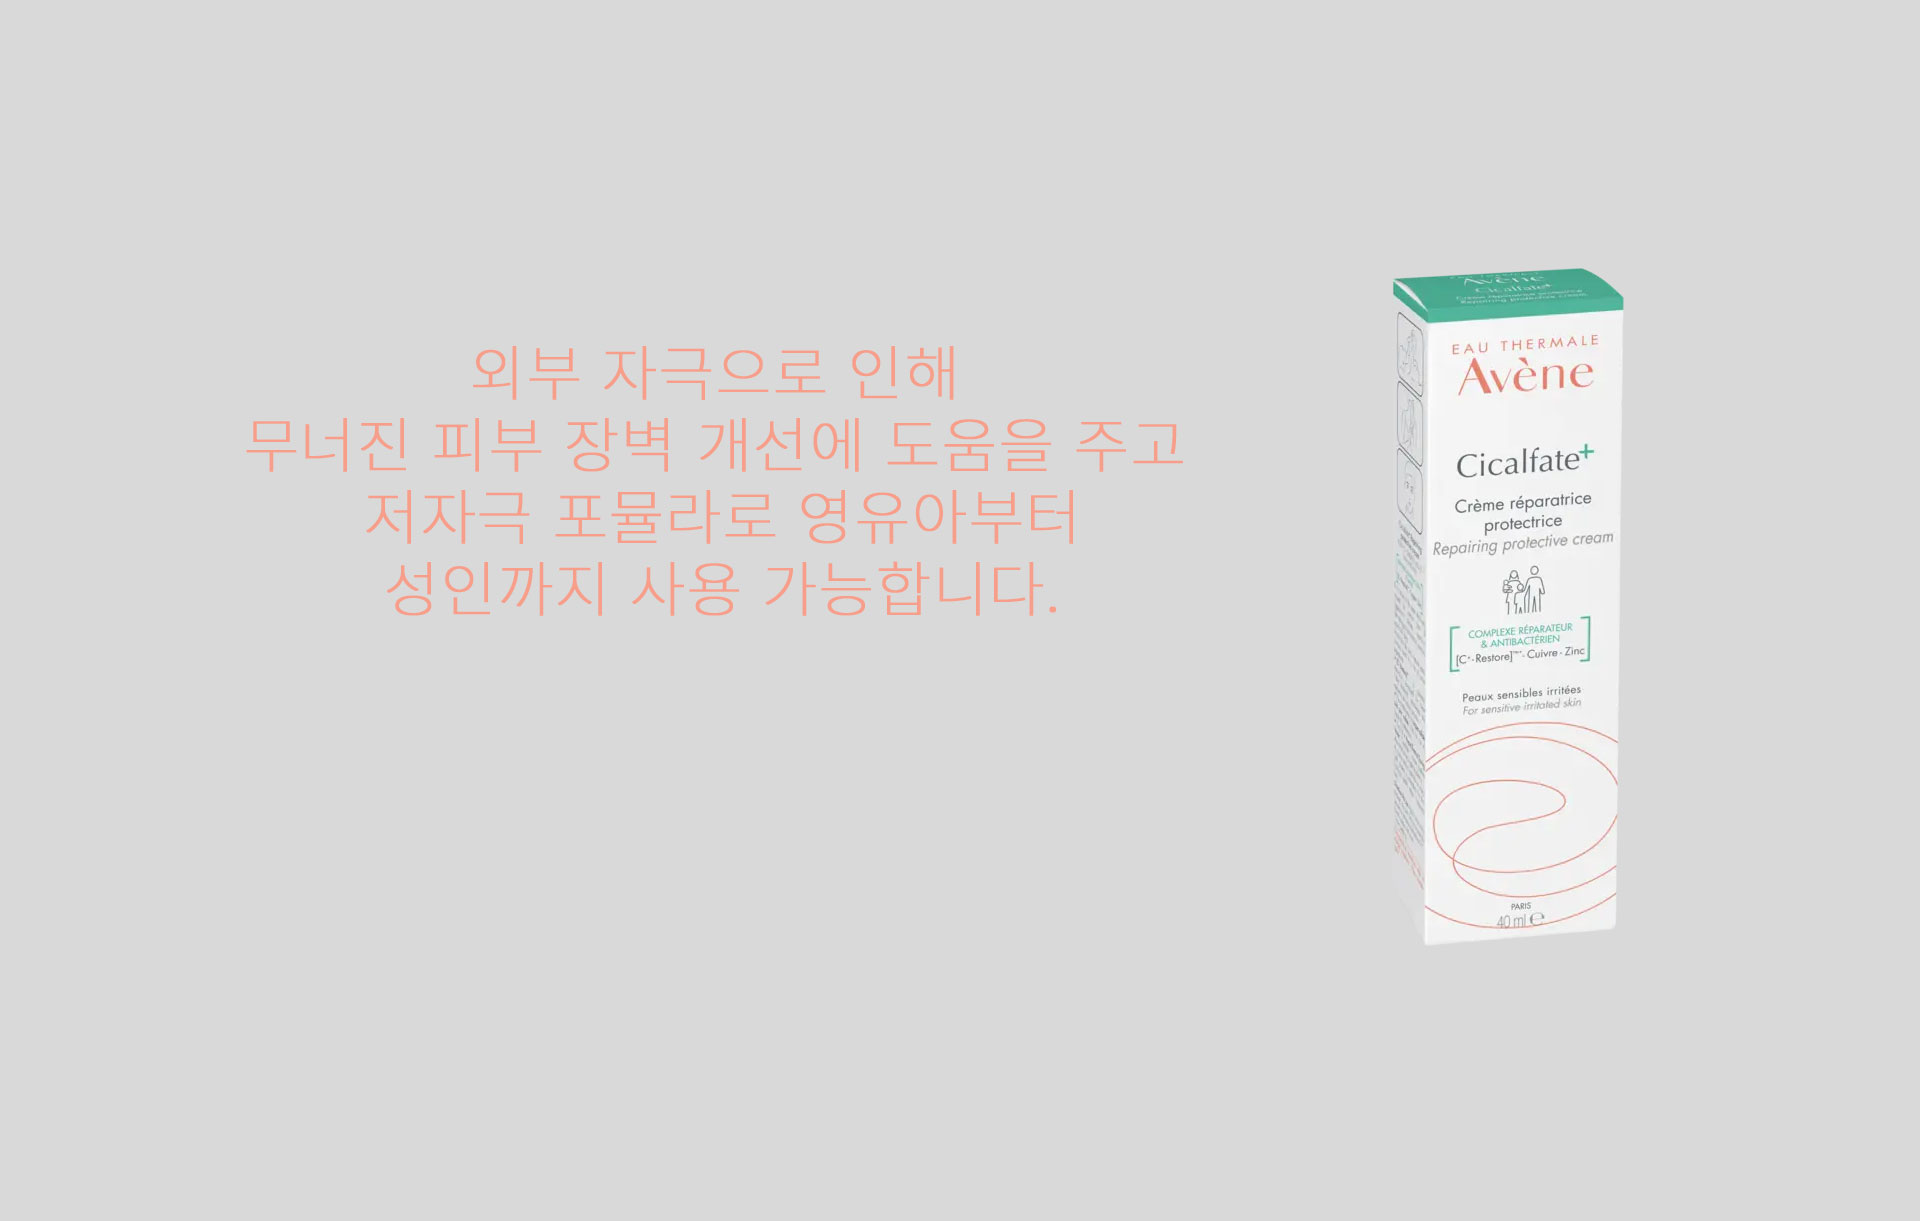 외부 자극으로 인해
무너진 피부 장벽 개선에 도움을 주고
저자극 포뮬라로 영유아부터
성인까지 사용 가능합니다.
Avène
Cicalfate+
EAU THERMALE
Avène
Cicalfate+
Crème réparatrice
protectrice
Repairing protective cream
COMPLEXE RÉPARATEUR
& ANTIBACTÉRIEN
[C+-Restore]™* - Cuivre - Zinc
Peaux sensibles irritées
For sensitive irritated skin
PARIS
40 ml ℮